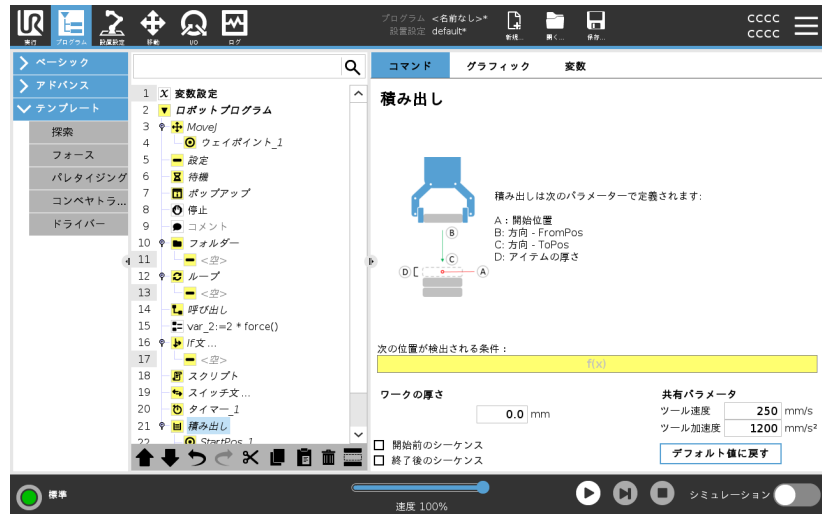 プログラム <名前なし>*
設置設定 default*
実行
プログラム
設置設定
移動
I/O
ログ
新規...
開く...
保存...
cccc
cccc
ベーシック
アドバンス
テンプレート
探索
フォース
パレタイジング
コンベヤトラ...
ドライバー
1 X 変数設定
2 ロボットプログラム
3 MoveJ
4 ウェイポイント_1
5 設定
6 待機
7 ポップアップ
8 停止
9 コメント
10 フォルダー
11 <空>
12 ループ
13 <空>
14 呼び出し
15 var_2:=2 * force()
16 If文...
17 <空>
18 スクリプト
19 スイッチ文...
20 タイマー_1
21 積み出し
22 StartPos_1
コマンド グラフィック 変数
積み出し
積み出しは次のパラメーターで定義されます:
A : 開始位置
B: 方向 - FromPos
C: 方向 - ToPos
D: アイテムの厚さ
B
C
D
A
次の位置が検出される条件 :
f(x)
ワークの厚さ
0.0 mm
開始前のシーケンス
終了後のシーケンス
共有パラメータ
ツール速度 250 mm/s
ツール加速度 1200 mm/s²
デフォルト値に戻す
標準
速度 100%
シミュレーション